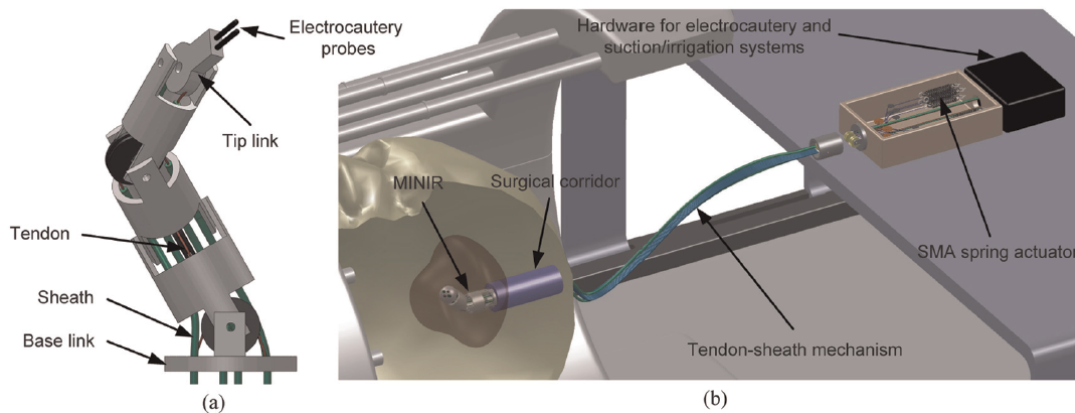 Electrocautery
probes
Tip link
Tendon
Sheath
Base link
(a)
Hardware for electrocautery and
suction/irrigation systems
MINIR
Surgical corridor
SMA spring actuator
Tendon-sheath mechanism
(b)